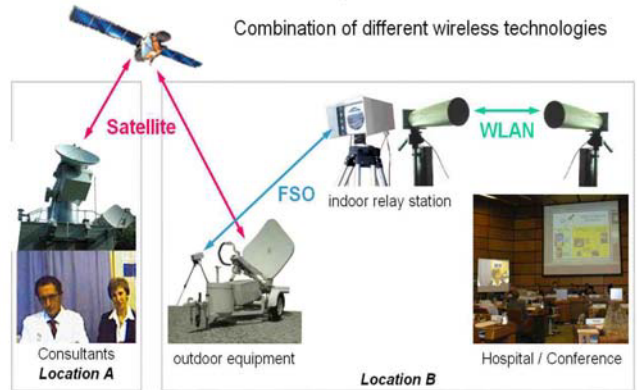 Combination of different wireless technologies
Satellite
WLAN
FSO
indoor relay station
Consultants
Location A
outdoor equipment
Hospital / Conference
Location B